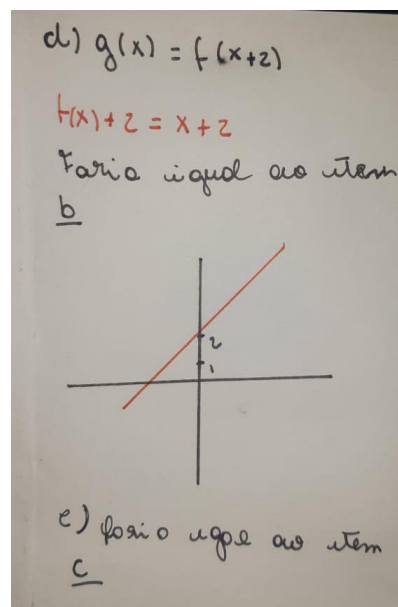 d) g(x) = f(x+2)
f(x)+2 = x+2
Faria igual ao item
b
2
1
e) faria igual ao item
c